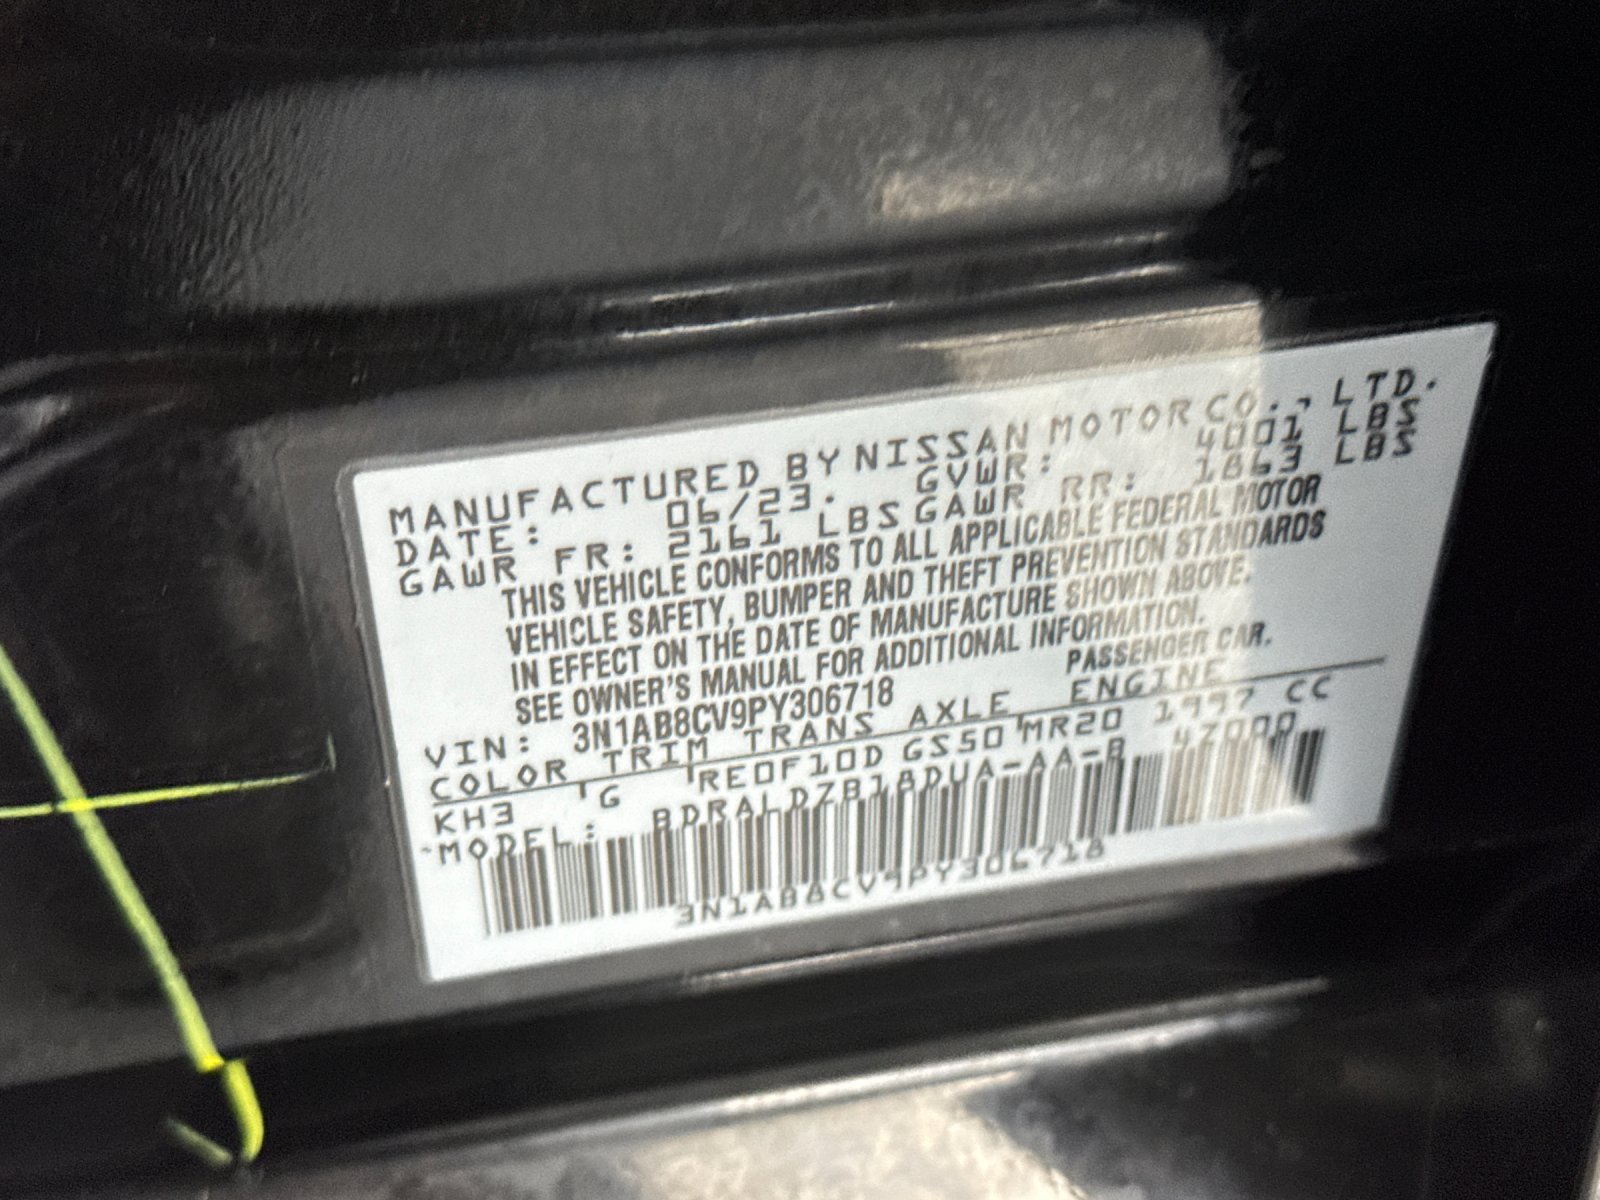 MANUFACTURED BY NISSAN MOTOR CO., LTD.
DATE: 06/23. GVWR: 4001 LBS
GAWR FR: 2161 LBS GAWR RR: 1863 LBS
THIS VEHICLE CONFORMS TO ALL APPLICABLE FEDERAL MOTOR
VEHICLE SAFETY, BUMPER AND THEFT PREVENTION STANDARDS
IN EFFECT ON THE DATE OF MANUFACTURE SHOWN ABOVE.
SEE OWNER'S MANUAL FOR ADDITIONAL INFORMATION.
VIN: 3N1AB8CV9PY306718 PASSENGER CAR.
COLOR TRIM TRANS AXLE ENGINE
KH3 G RE0F10D GS50 MR20 1997 CC
MODEL: BDRALDZB18DUA-AA-B 47000
3N1AB8CV9PY306718